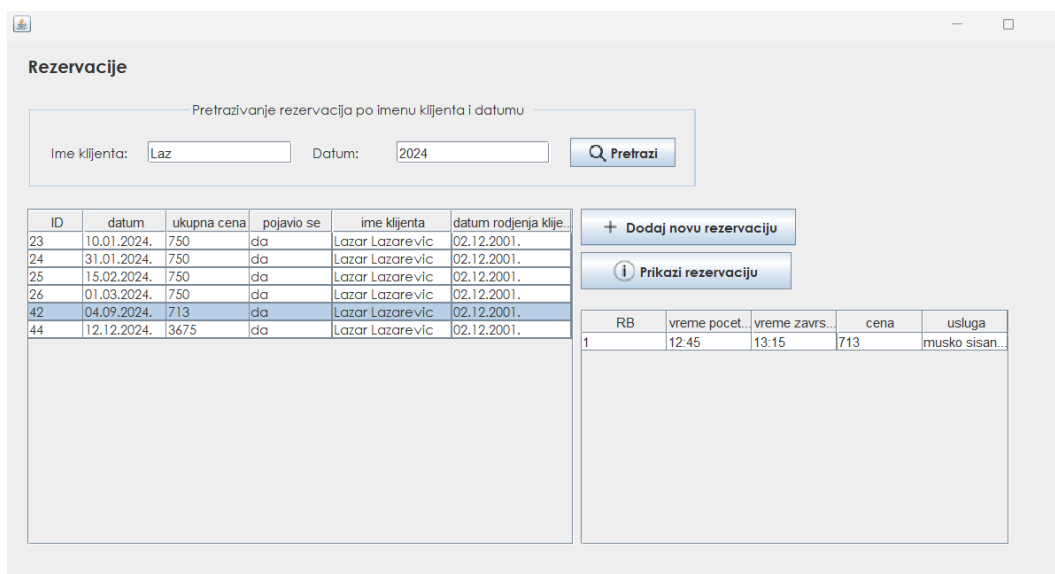 Rezervacije
Pretrazivanje rezervacija po imenu klijenta i datumu
Ime klijenta: Laz Datum: 2024 Pretrazi
ID datum ukupna cena pojavio se ime klijenta datum rodjenja klije...
23 10.01.2024. 750 da Lazar Lazarevic 02.12.2001.
24 31.01.2024. 750 da Lazar Lazarevic 02.12.2001.
25 15.02.2024. 750 da Lazar Lazarevic 02.12.2001.
26 01.03.2024. 750 da Lazar Lazarevic 02.12.2001.
42 04.09.2024. 713 da Lazar Lazarevic 02.12.2001.
44 12.12.2024. 3675 da Lazar Lazarevic 02.12.2001.
+ Dodaj novu rezervaciju
i Prikazi rezervaciju
RB vreme pocet... vreme zavrs... cena usluga
1 12:45 13:15 713 musko sisan...